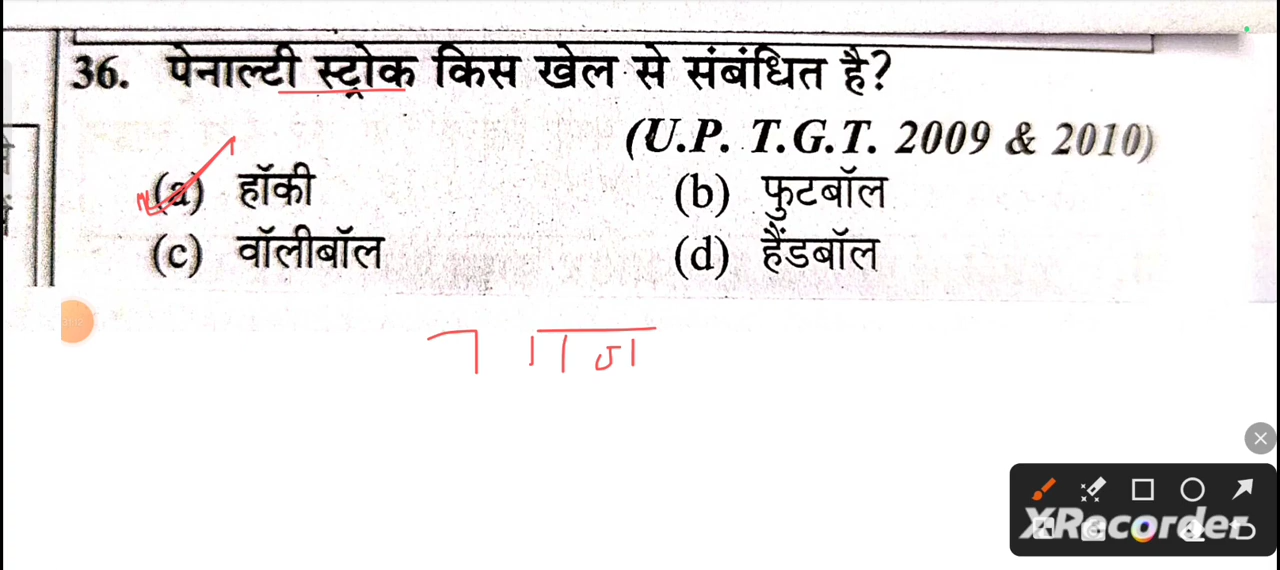 36. पेनाल्टी स्ट्रोक किस खेल से संबंधित है?
(U.P. T.G.T. 2009 & 2010)
(a) हॉकी (b) फुटबॉल
(c) वॉलीबॉल (d) हैंडबॉल
XRecorder